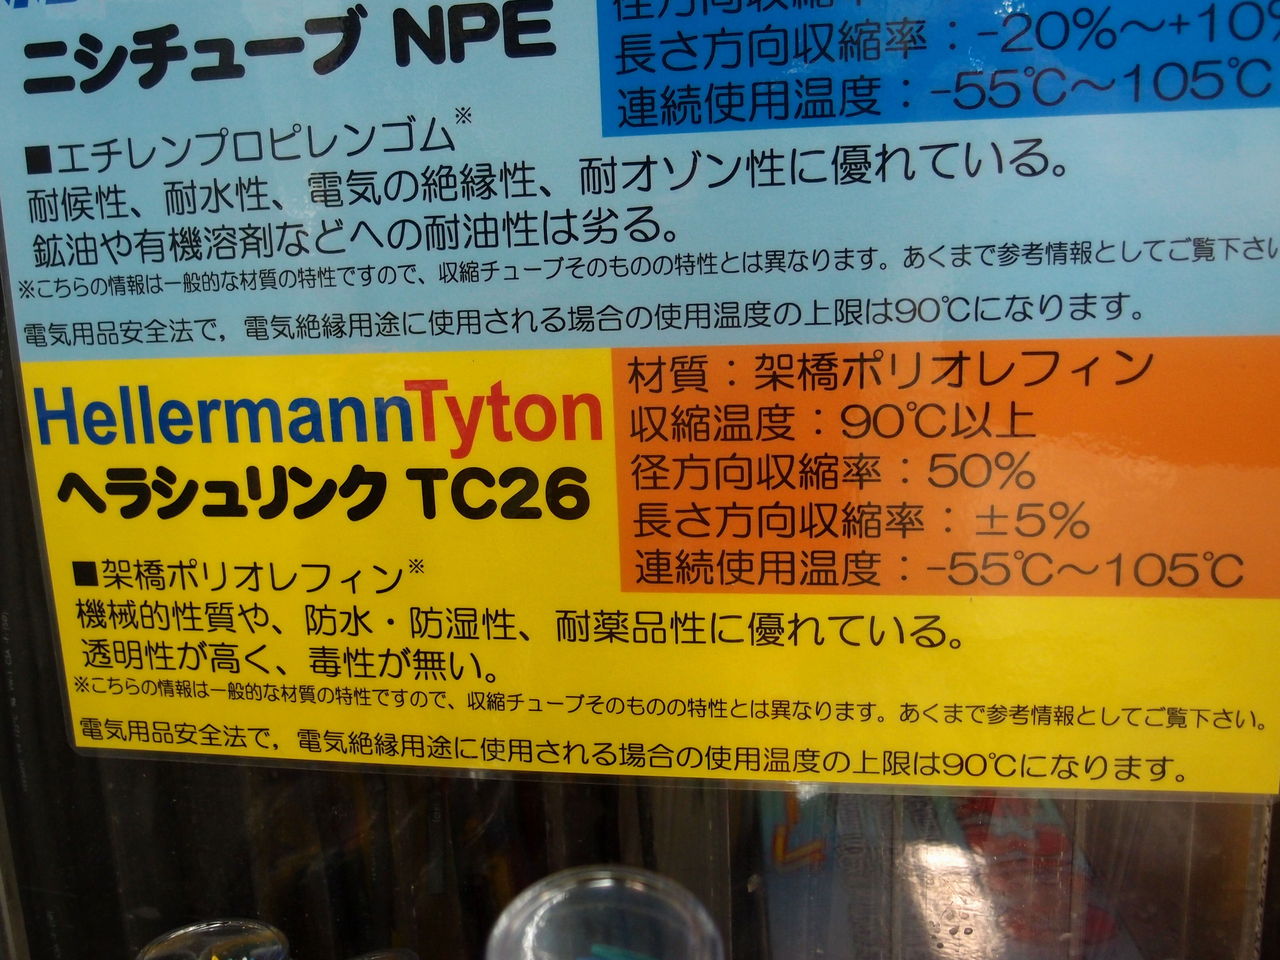 ニシチューブ NPE
長さ方向収縮率：-20%～+10%
連続使用温度：-55℃～105℃
■エチレンプロピレンゴム※
耐候性、耐水性、電気の絶縁性、耐オゾン性に優れている。
鉱油や有機溶剤などへの耐油性は劣る。
※こちらの情報は一般的な材質の特性ですので、収縮チューブそのものの特性とは異なります。あくまで参考情報としてご覧下さい
電気用品安全法で，電気絶縁用途に使用される場合の使用温度の上限は90℃になります。
HellermannTyton
ヘラシュリンク TC26
材質：架橋ポリオレフィン
収縮温度：90℃以上
径方向収縮率：50%
長さ方向収縮率：±5%
連続使用温度：-55℃～105℃
■架橋ポリオレフィン※
機械的性質や、防水・防湿性、耐薬品性に優れている。
透明性が高く、毒性が無い。
※こちらの情報は一般的な材質の特性ですので、収縮チューブそのものの特性とは異なります。あくまで参考情報としてご覧下さい。
電気用品安全法で，電気絶縁用途に使用される場合の使用温度の上限は90℃になります。